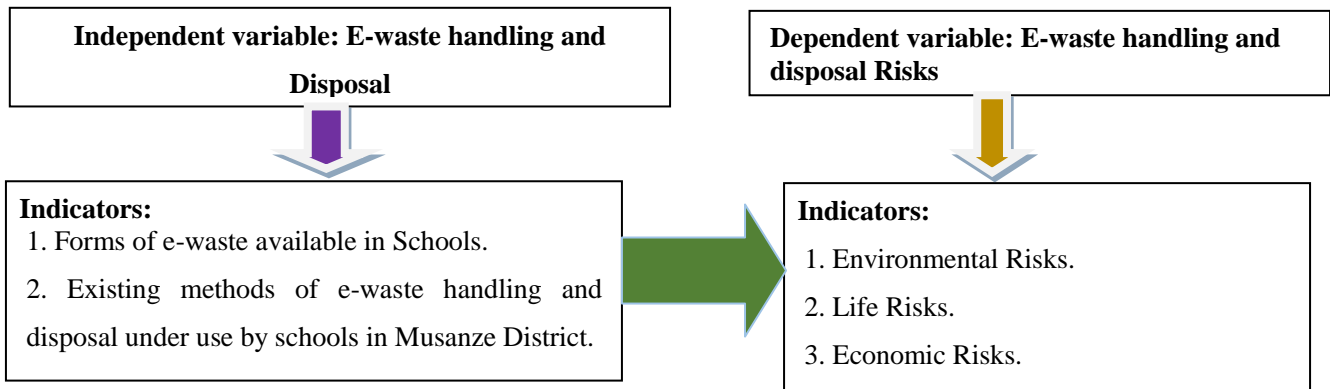 Independent variable: E-waste handling and
Disposal
Indicators:
1. Forms of e-waste available in Schools.
2. Existing methods of e-waste handling and
disposal under use by schools in Musanze District.
Dependent variable: E-waste handling and
disposal Risks
Indicators:
1. Environmental Risks.
2. Life Risks.
3. Economic Risks.